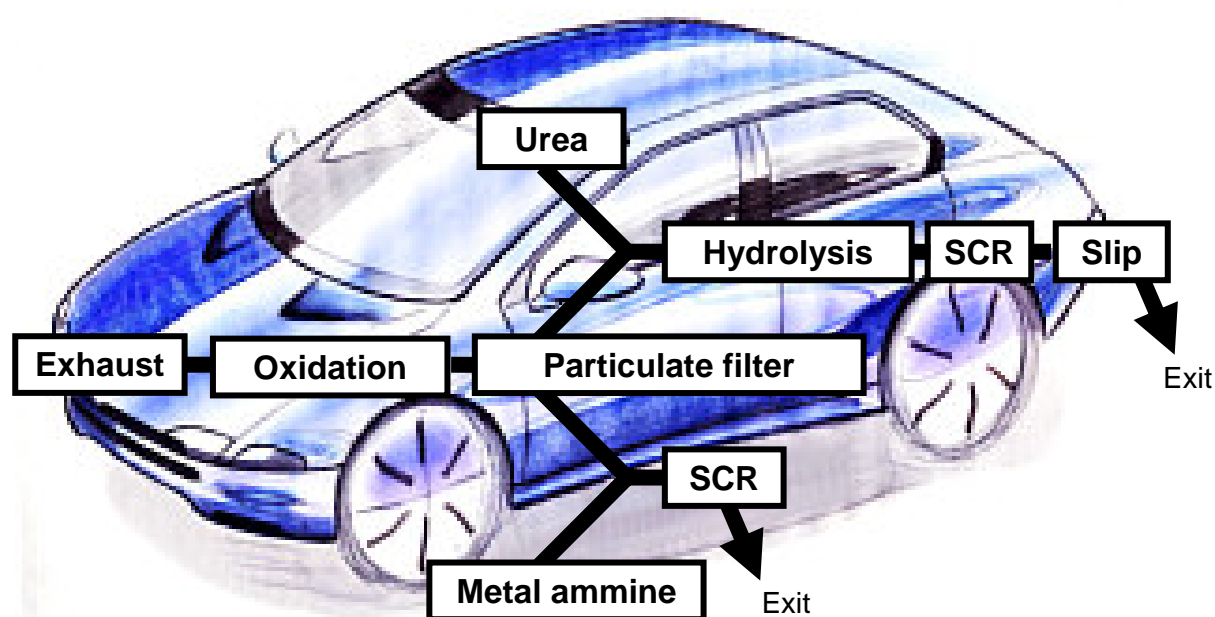 Urea
Hydrolysis
SCR
Slip
Exhaust
Oxidation
Particulate filter
Exit
SCR
Metal ammine
Exit